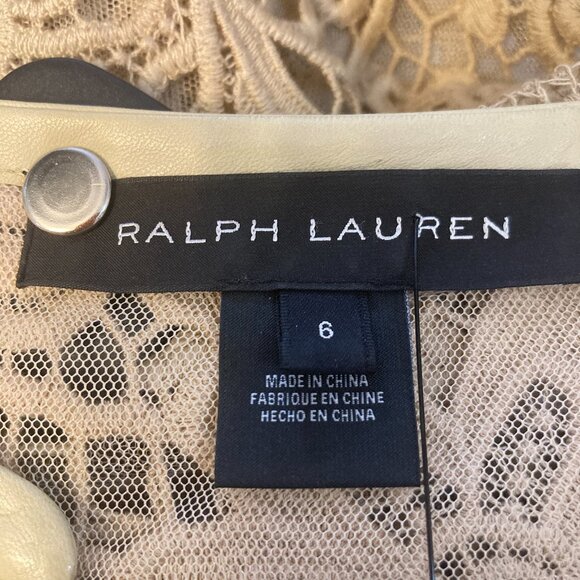 RALPH LAUREN
6
MADE IN CHINA
FABRIQUE EN CHINE
HECHO EN CHINA